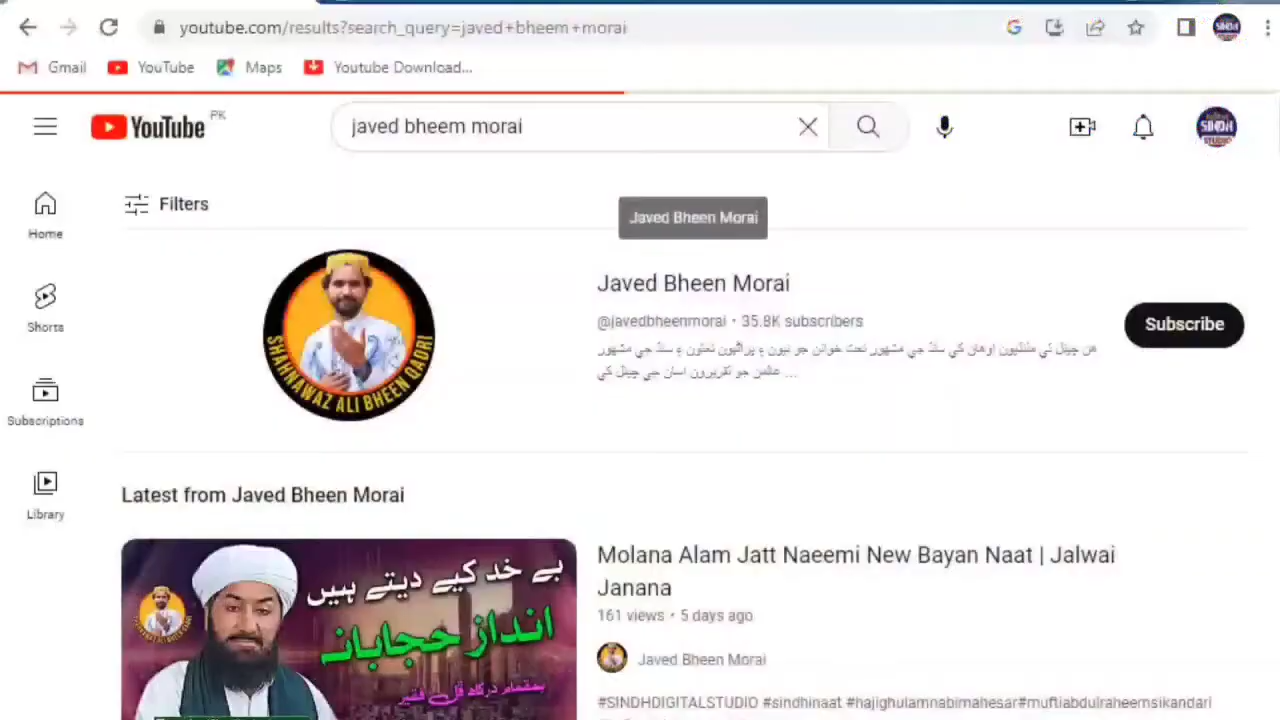 youtube.com/results?search_query=javed+bheem+morai
Gmail YouTube Maps Youtube Download...
YouTube PK
javed bheem morai
SINDH
STUDIO
Home
Shorts
Subscriptions
Library
Filters
Javed Bheen Morai
SHAHNAWAZ ALI BHEEN QADRI
Javed Bheen Morai
@javedbheenmorai • 35.8K subscribers
Subscribe
Latest from Javed Bheen Morai
بے خد کیے دیتے ہیں
انداز حجابانہ
Molana Alam Jatt Naeemi New Bayan Naat | Jalwai
Janana
161 views • 5 days ago
Javed Bheen Morai
#SINDHDIGITALSTUDIO #sindhinaat #hajighulamnabimahesar#muftiabdulraheemsikandari